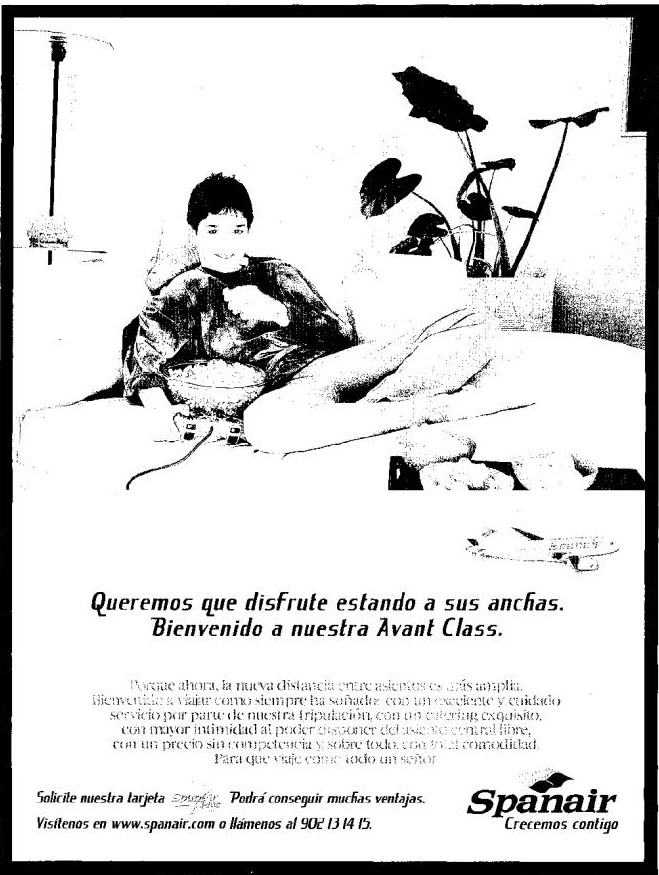 Spanair
Queremos que disfrute estando a sus anchas.
Bienvenido a nuestra Avant Class.
Porque ahora, la nueva distancia entre asientos es más amplia.
Bienvenido a viajar como siempre ha soñado: con un excelente y cuidado
servicio por parte de nuestra tripulación, con un catering exquisito,
con mayor intimidad al poder disponer del asiento central libre,
con un precio sin competencia y, sobre todo, con total comodidad.
Para que viaje como todo un señor
Solicite nuestra tarjeta Spanair Plus Podrá conseguir muchas ventajas.
Visítenos en www.spanair.com o llámenos al 902 13 14 15.
Spanair
Crecemos contigo